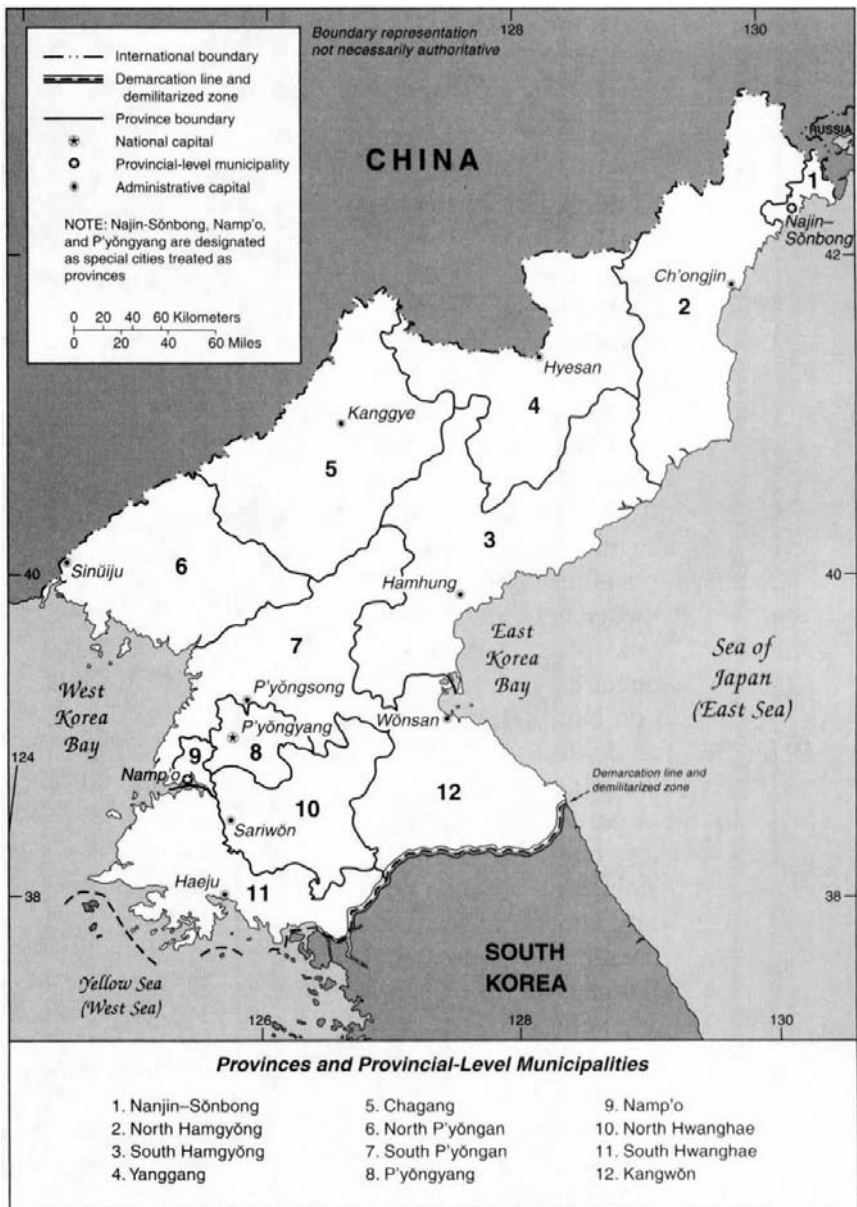 Boundary representation
not necessarily authoritative
128
130
International boundary
Demarcation line and
demilitarized zone
Province boundary
National capital
Provincial-level municipality
Administrative capital
NOTE: Najin-Sŏnbong, Namp'o,
and P'yŏngyang are designated
as special cities treated as
provinces
0 20 40 60 Kilometers
0 20 40 60 Miles
CHINA
RUSSIA
1
Najin–
Sŏnbong
42
Ch'ongjin
2
Hyesan
4
Kanggye
5
3
6
Sinŭiju
40
40
Hamhung
7
East
Korea
Bay
Sea of
Japan
(East Sea)
West
Korea
Bay
P'yŏngsong
P'yŏngyang
8
Wŏnsan
124
9
Namp'o
10
12
Demarcation line and
demilitarized zone
Sariwŏn
Haeju
11
38
38
SOUTH
KOREA
Yellow Sea
(West Sea)
126
128
130
Provinces and Provincial-Level Municipalities
1. Nanjin–Sŏnbong
2. North Hamgyŏng
3. South Hamgyŏng
4. Yanggang
5. Chagang
6. North P'yŏngan
7. South P'yŏngan
8. P'yŏngyang
9. Namp'o
10. North Hwanghae
11. South Hwanghae
12. Kangwŏn